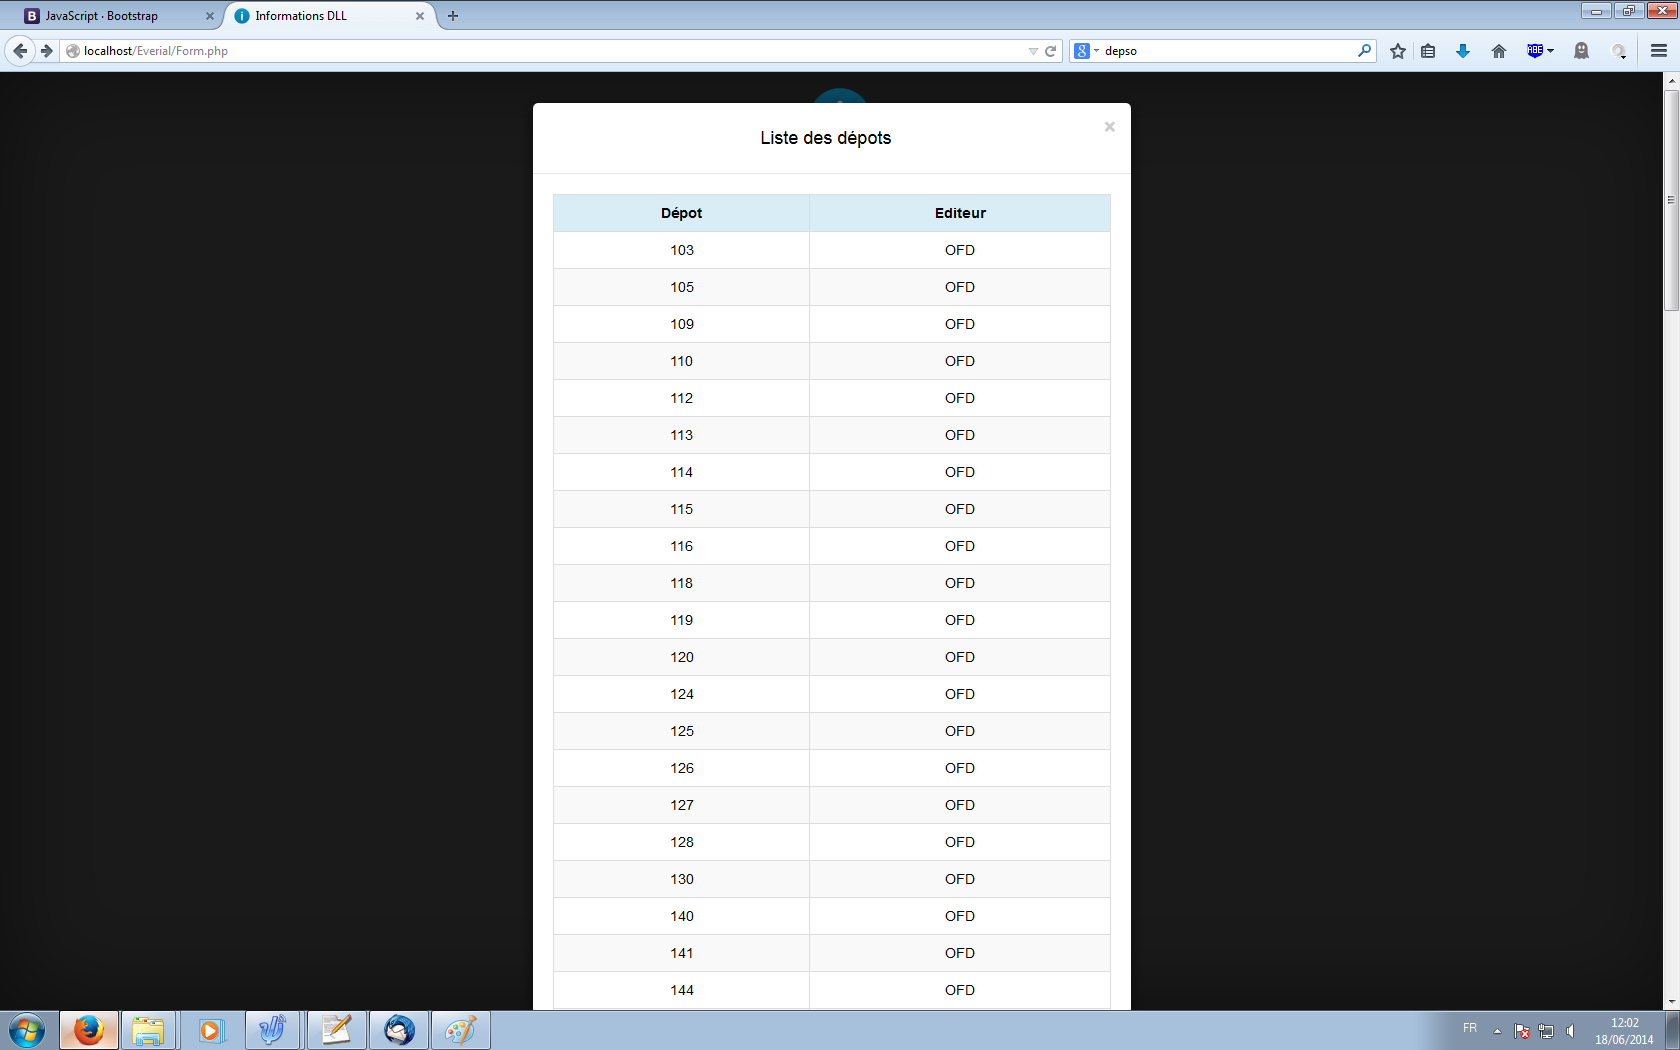 JavaScript · Bootstrap
Informations DLL
localhost/Everial/Form.php
depso
ABE
Liste des dépots
Dépot Editeur
103 OFD
105 OFD
109 OFD
110 OFD
112 OFD
113 OFD
114 OFD
115 OFD
116 OFD
118 OFD
119 OFD
120 OFD
124 OFD
125 OFD
126 OFD
127 OFD
128 OFD
130 OFD
140 OFD
141 OFD
144 OFD
FR
12:02
18/06/2014